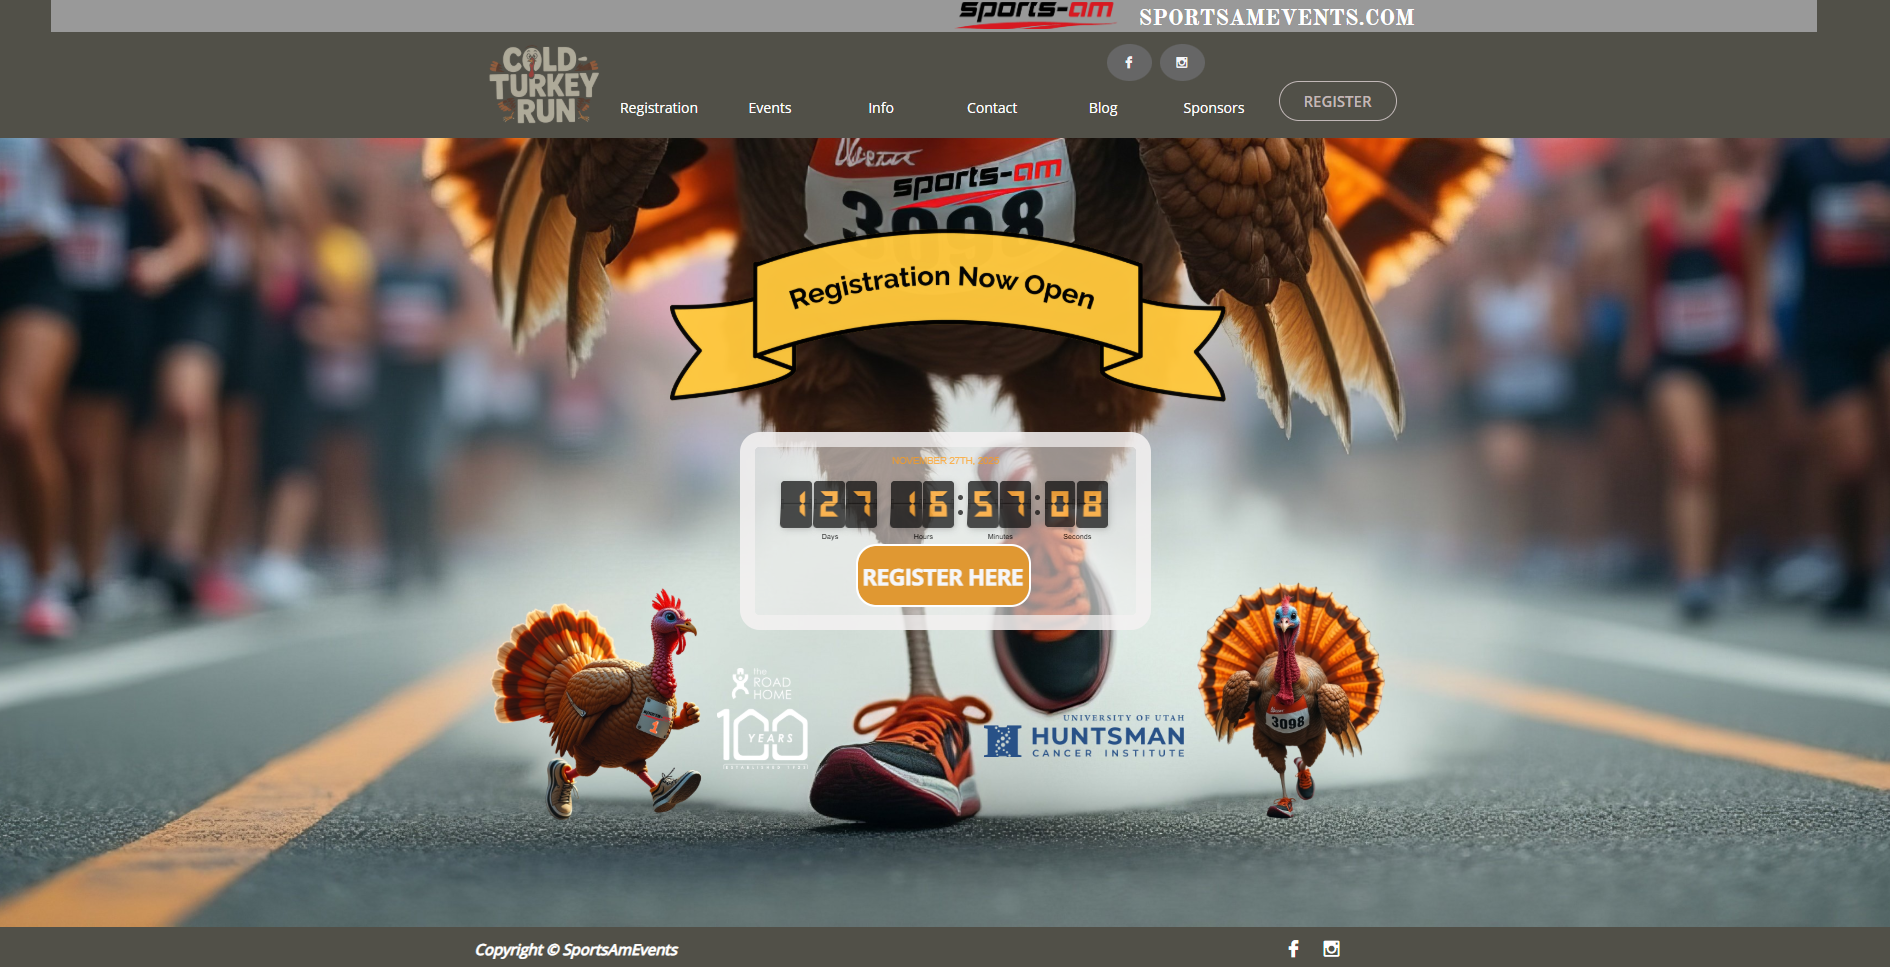 sports-am
SPORTSAMEVENTS.COM
COLD-
TURKEY
RUN
Registration
Events
Info
Contact
Blog
Sponsors
REGISTER
sports-am
3098
Registration Now Open
NOVEMBER 27TH,
127 16:57:08
Days Hours Minutes Seconds
REGISTER HERE
the
ROAD
HOME
100
YEARS
sports
1
UNIVERSITY OF UTAH
HUNTSMAN
CANCER INSTITUTE
3098
Copyright © SportsAmEvents